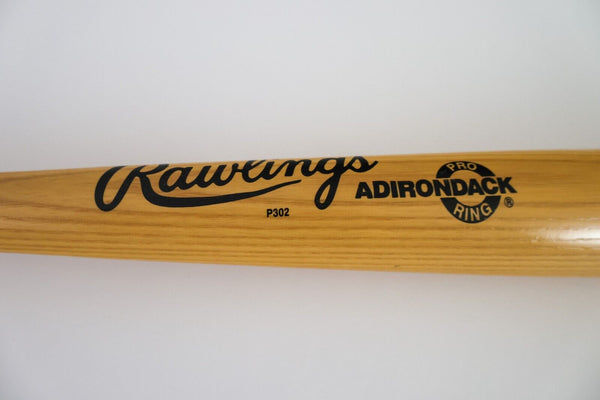 Rawlings
P302
ADIRONDACK
PRO
RING
®